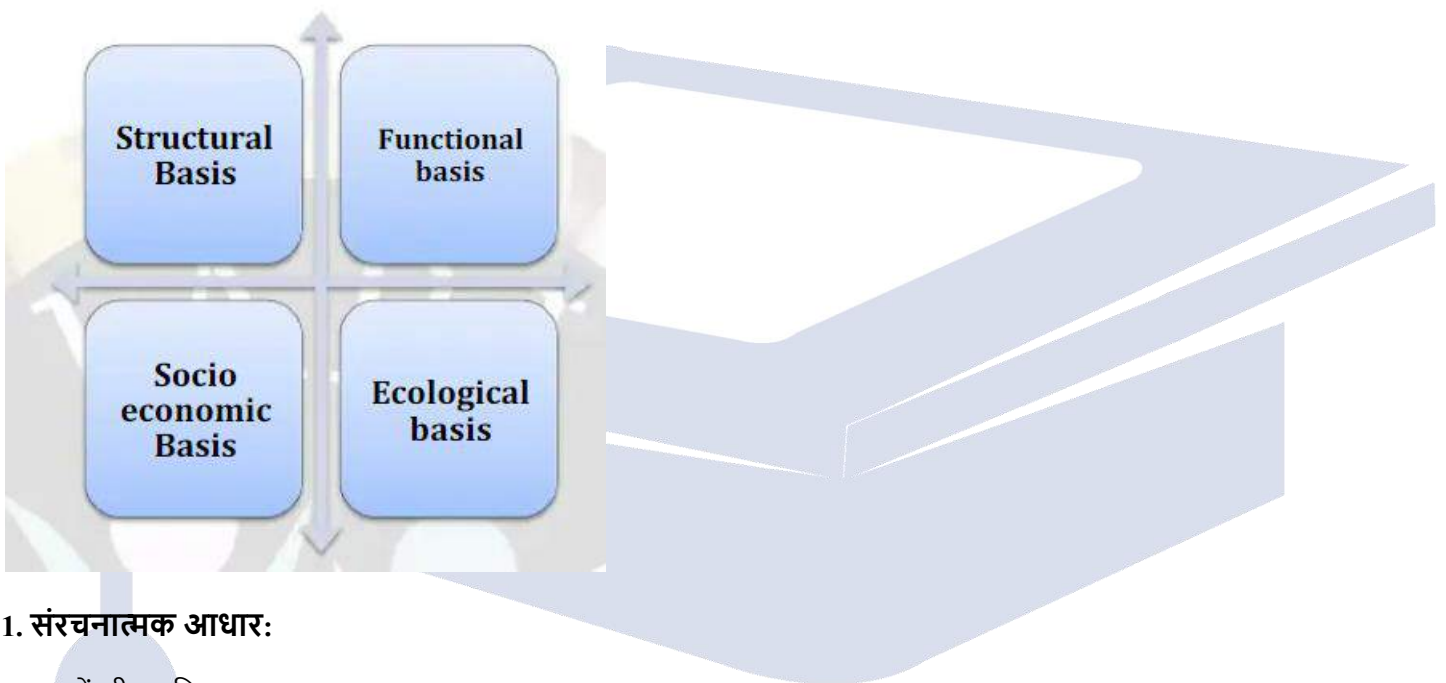 Structural
Basis
Functional
basis
Socio
economic
Basis
Ecological
basis
1. संरचनात्मक आधार: